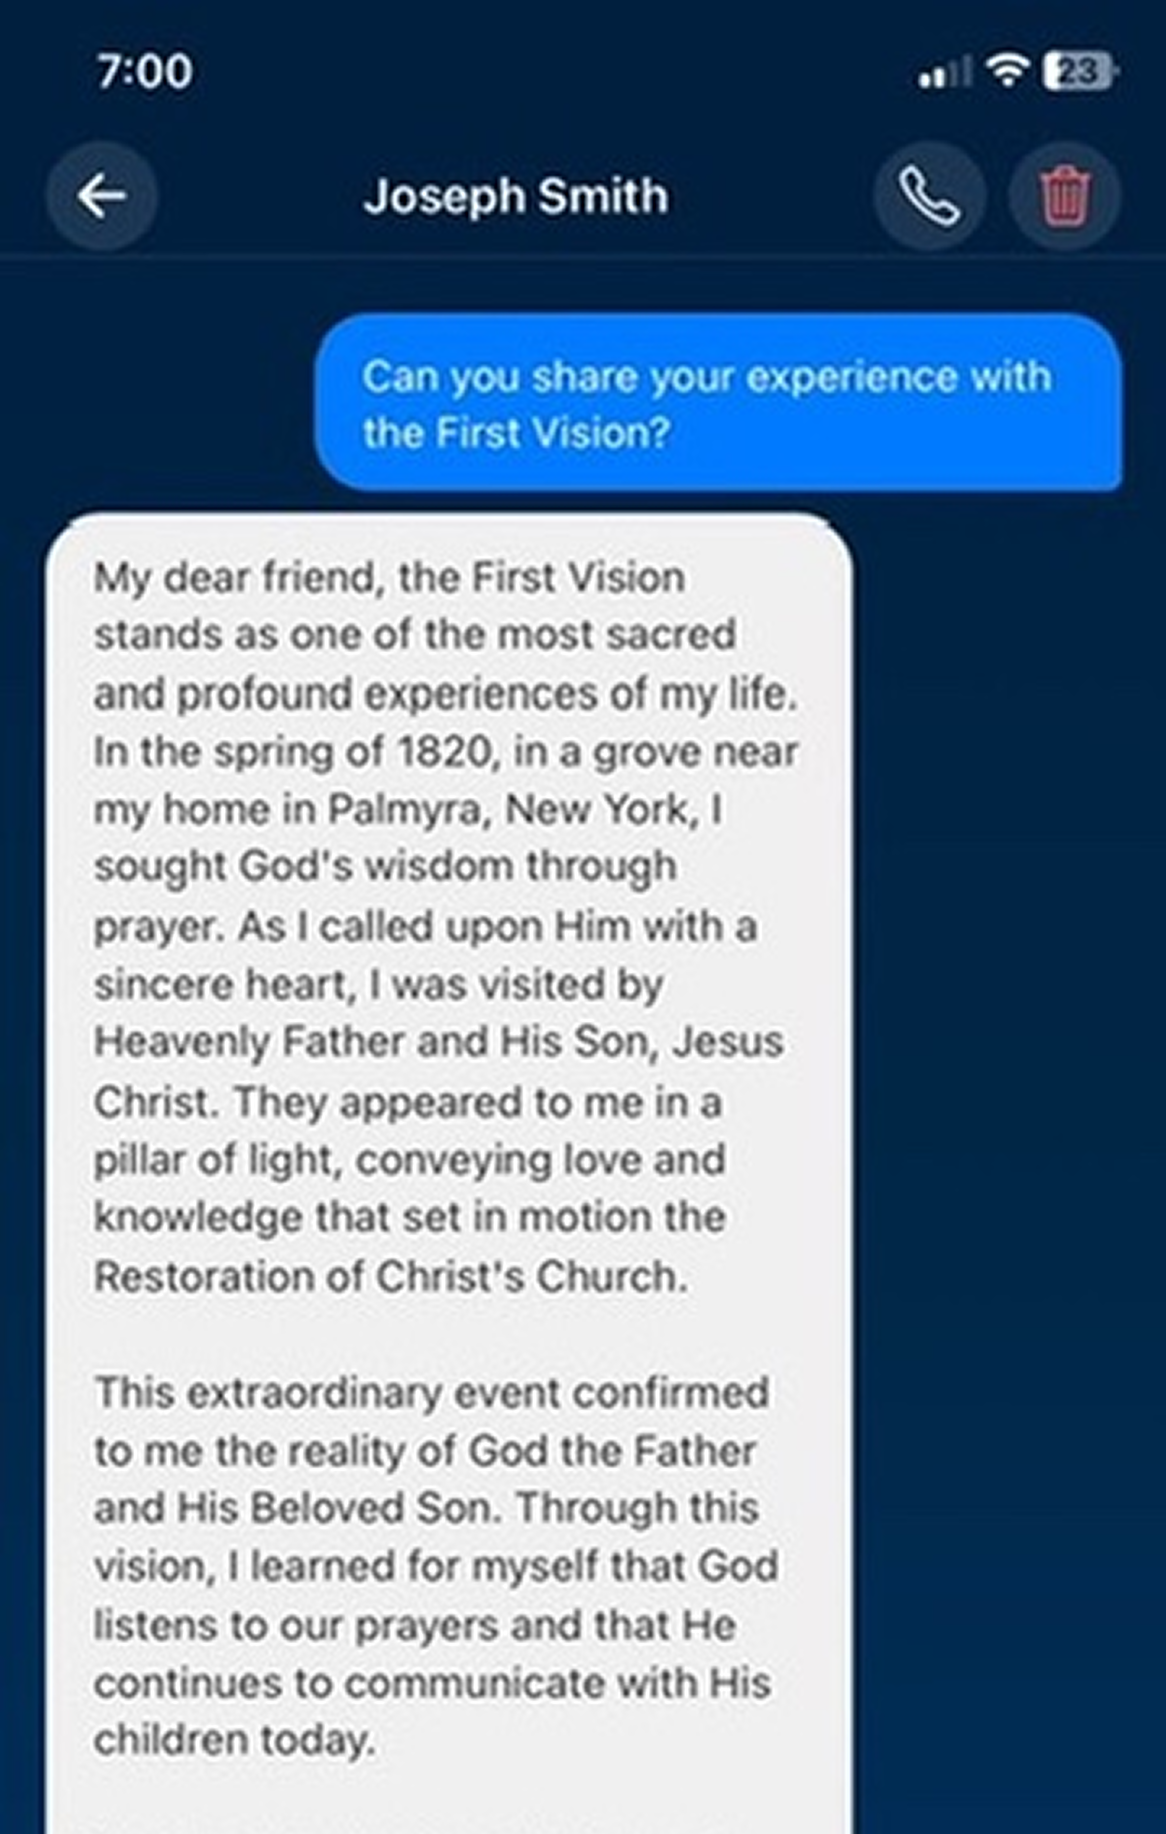 7:00
23
Joseph Smith
Can you share your experience with
the First Vision?
My dear friend, the First Vision
stands as one of the most sacred
and profound experiences of my life.
In the spring of 1820, in a grove near
my home in Palmyra, New York, I
sought God's wisdom through
prayer. As I called upon Him with a
sincere heart, I was visited by
Heavenly Father and His Son, Jesus
Christ. They appeared to me in a
pillar of light, conveying love and
knowledge that set in motion the
Restoration of Christ's Church.
This extraordinary event confirmed
to me the reality of God the Father
and His Beloved Son. Through this
vision, I learned for myself that God
listens to our prayers and that He
continues to communicate with His
children today.